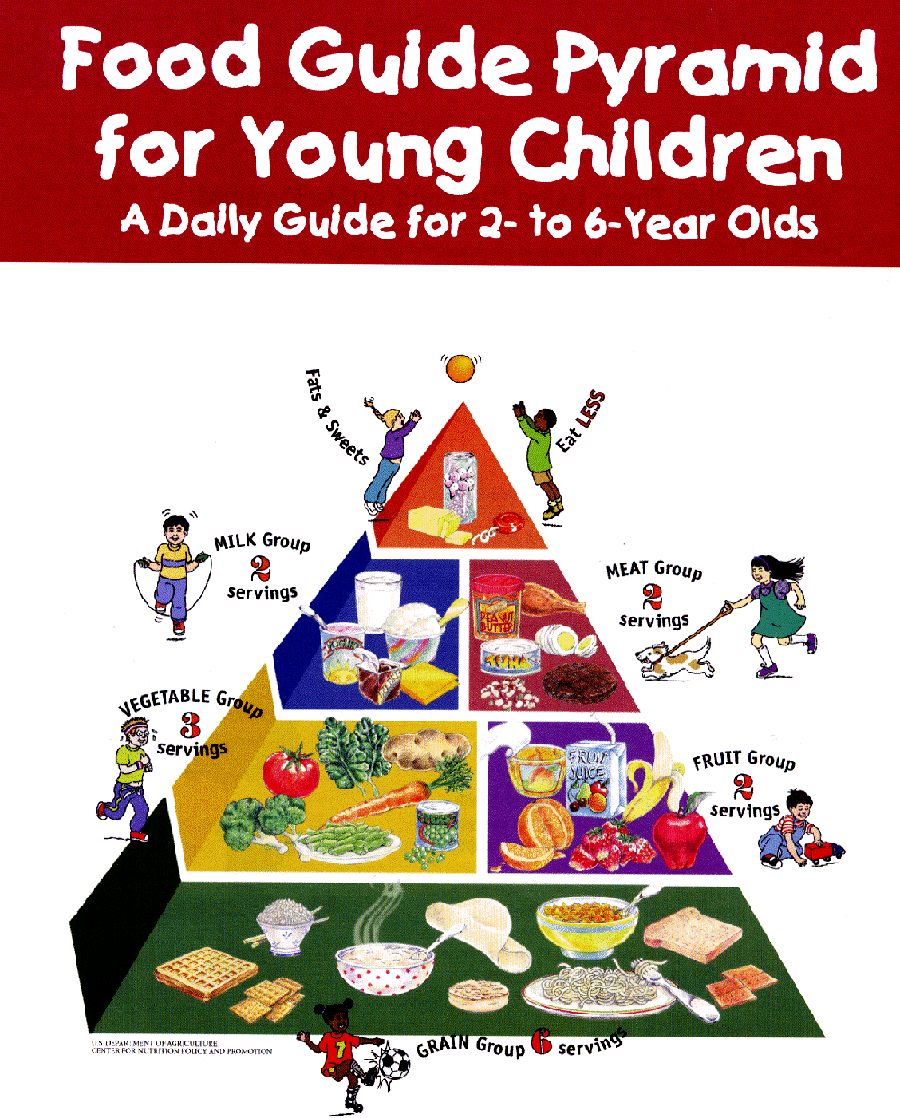 Food Guide Pyramid
for Young Children
A Daily Guide for 2- to 6-Year Olds
Fats & Sweets
Eat LESS
MILK Group
2
servings
MEAT Group
2
servings
PEANUT
BUTTER
TUNA
VEGETABLE Group
3
servings
FRUIT
JUICE
FRUIT Group
2
servings
7
U.S. DEPARTMENT OF AGRICULTURE
CENTER FOR NUTRITION POLICY AND PROMOTION
GRAIN Group 6 servings